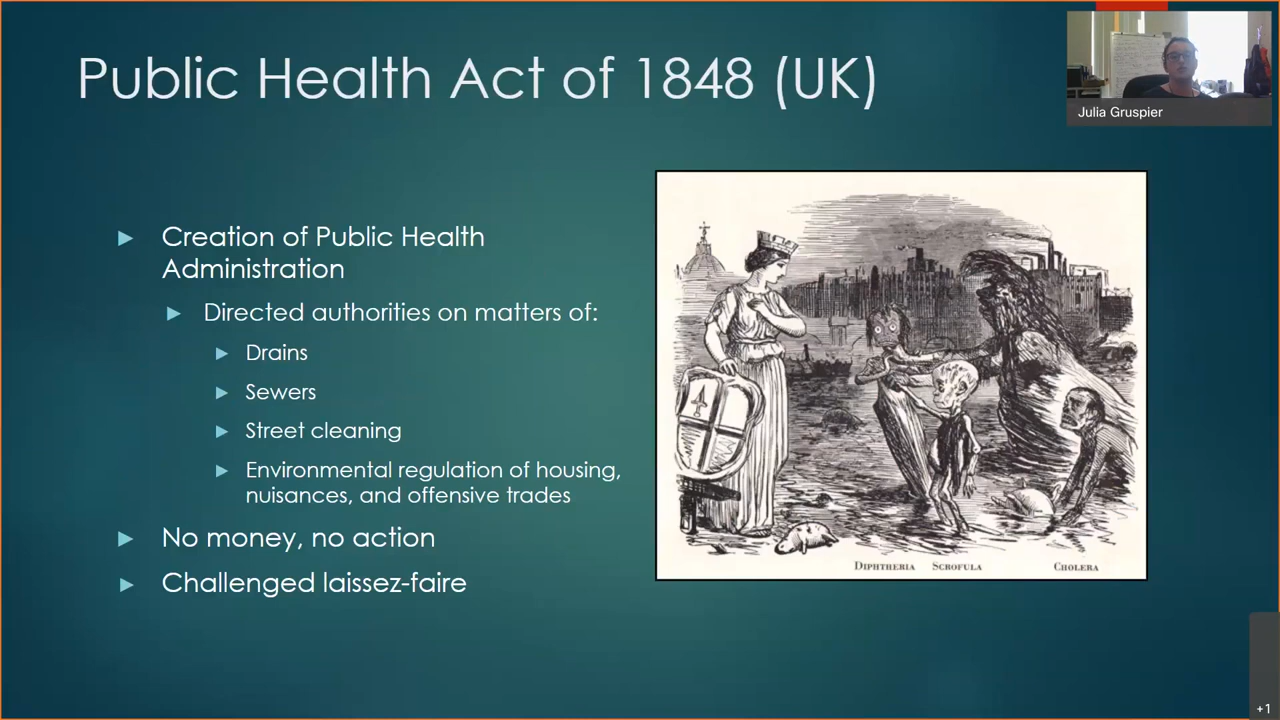 Public Health Act of 1848 (UK)
Julia Gruspier
Creation of Public Health
Administration
Directed authorities on matters of:
Drains
Sewers
Street cleaning
Environmental regulation of housing,
nuisances, and offensive trades
No money, no action
Challenged laissez-faire
Diphtheria Scrofula Cholera
+1